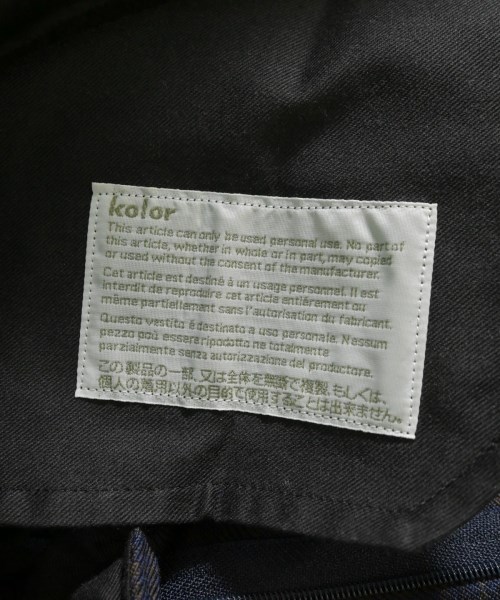 kolor
This article can only be used personal use. No part of
this article, whether in whole or in part, may copied
or used without the consent of the manufacturer.
Cet article est destiné à un usage personnel. Il est
interdit de reproduire cet article entiérement ou
même partiellement sans l'autorisation du fabricant.
Questo vestito é destinato a uso personale. Nessum
pezzo può essere ripodotto ne totalmente
parzialmente senza autorizzazione del productore.
この製品の一部、又は全体を無断で複製、もしくは、
個人の着用以外の目的で使用することは出来ません。